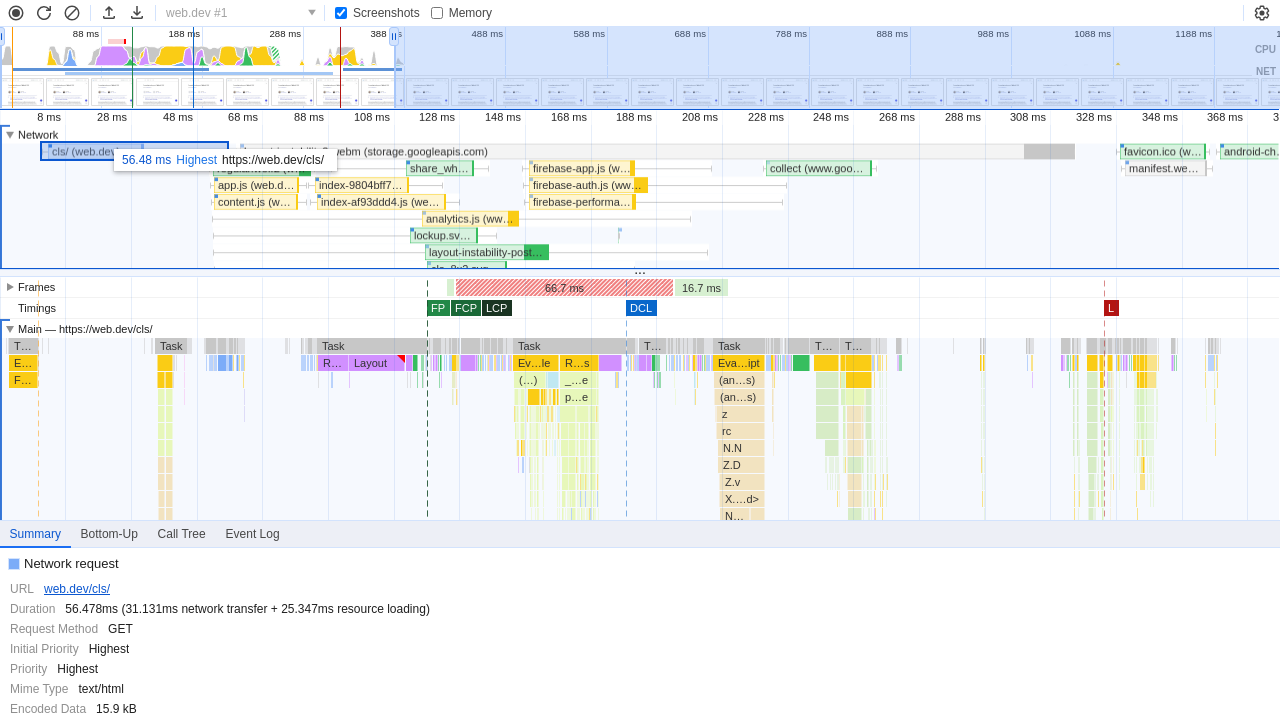 web.dev #1 Screenshots Memory
88 ms 188 ms 288 ms 388 s 488 ms 588 ms 688 ms 788 ms 888 ms 988 ms 1088 ms 1188 ms 1
CPU
NET
8 ms 28 ms 48 ms 68 ms 88 ms 108 ms 128 ms 148 ms 168 ms 188 ms 208 ms 228 ms 248 ms 268 ms 288 ms 308 ms 328 ms 348 ms 368 ms 3
Network
cls/ (web.dev) webm (storage.googleapis.com) favicon.ico (w… android-ch…
56.48 ms Highest https://web.dev/cls/
share_wh… firebase-app.js (w… collect (www.goo… manifest.we…
app.js (web.d… index-9804bff7… firebase-auth.js (ww…
content.js (w… index-af93ddd4.js (we… firebase-performa…
analytics.js (ww…
lockup.sv…
layout-instability-post…
Frames 66.7 ms 16.7 ms
Timings FP FCP LCP DCL L
Main — https://web.dev/cls/
T… Task Task Task T… Task T… T…
E… R… Layout Ev…le R…s Eva…ipt
F… (…) _…e (an…s)
p…e (an…s)
z
rc
N.N
Z.D
Z.v
X.…d>
N…
Summary Bottom-Up Call Tree Event Log
Network request
URL web.dev/cls/
Duration 56.478ms (31.131ms network transfer + 25.347ms resource loading)
Request Method GET
Initial Priority Highest
Priority Highest
Mime Type text/html
Encoded Data 15.9 kB